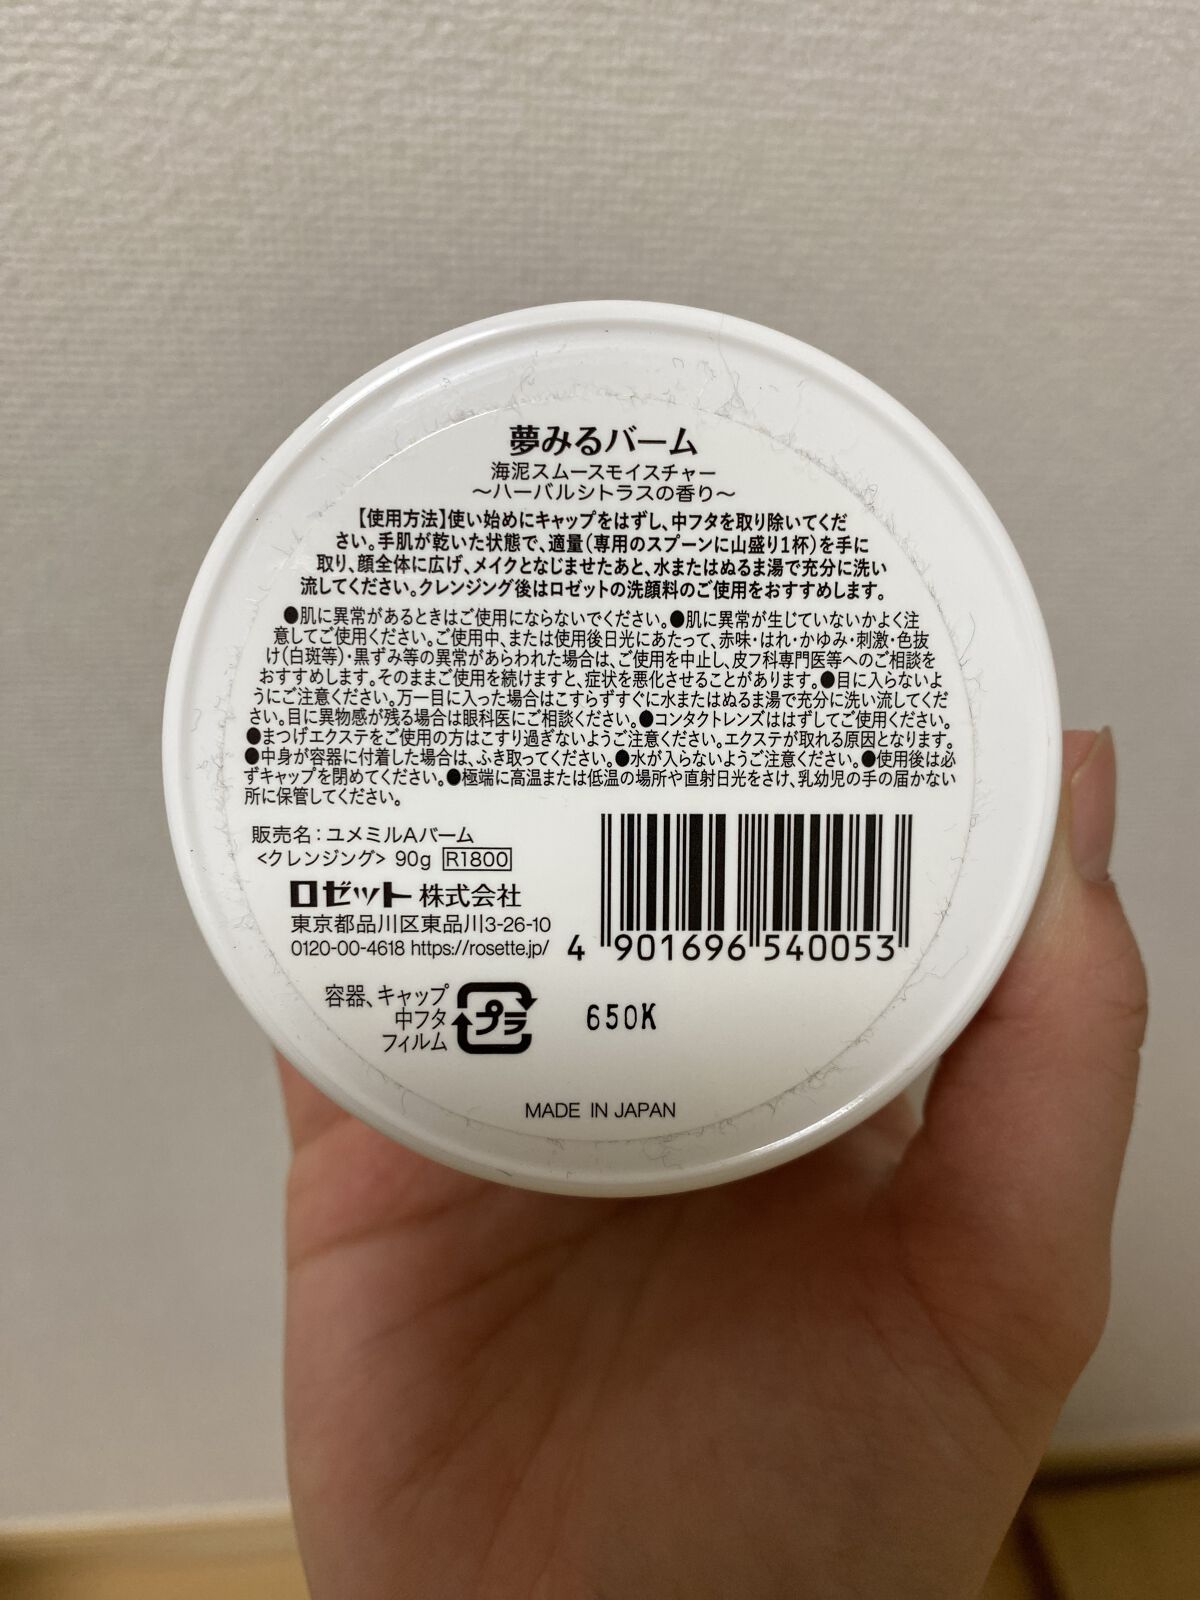 夢みるバーム
海泥スムースモイスチャー
～ハーバルシトラスの香り～
【使用方法】使い始めにキャップをはずし、中フタを取り除いてくだ
さい。手肌が乾いた状態で、適量(専用のスプーンに山盛り1杯)を手に
取り、顔全体に広げ、メイクとなじませたあと、水またはぬるま湯で充分に洗い
流してください。クレンジング後はロゼットの洗顔料のご使用をおすすめします。
●肌に異常があるときはご使用にならないでください。●肌に異常が生じていないかよく注
意してご使用ください。ご使用中、または使用後日光にあたって、赤味・はれ・かゆみ・刺激・色抜
け(白斑等)・黒ずみ等の異常があらわれた場合は、ご使用を中止し、皮フ科専門医等へのご相談を
おすすめします。そのままご使用を続けますと、症状を悪化させることがあります。●目に入らないよ
うにご注意ください。万一目に入った場合はこすらずすぐに水またはぬるま湯で充分に洗い流してくだ
さい。目に異物感が残る場合は眼科医にご相談ください。●コンタクトレンズははずしてご使用ください。
●まつげエクステをご使用の方はこすり過ぎないようご注意ください。エクステが取れる原因となります。
●中身が容器に付着した場合は、ふき取ってください。●水が入らないようご注意ください。●使用後は必
ずキャップを閉めてください。●極端に高温または低温の場所や直射日光をさけ、乳幼児の手の届かない
所に保管してください。
販売名：ユメミルAバーム
<クレンジング> 90g R1800
ロゼット株式会社
東京都品川区東品川3-26-10
0120-00-4618 https://rosette.jp/
4 901696 540053
容器、キャップ
中フタ
フィルム
プラ
650K
MADE IN JAPAN